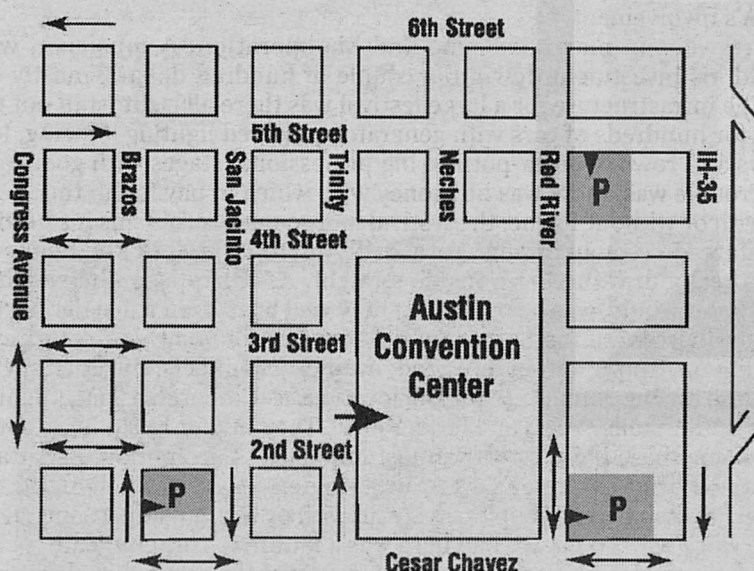 6th Street
5th Street
Congress Avenue
Brazos
San Jacinto
Trinity
Neches
Red River
IH-35
P
4th Street
Austin
Convention
Center
3rd Street
2nd Street
P
P
Cesar Chavez